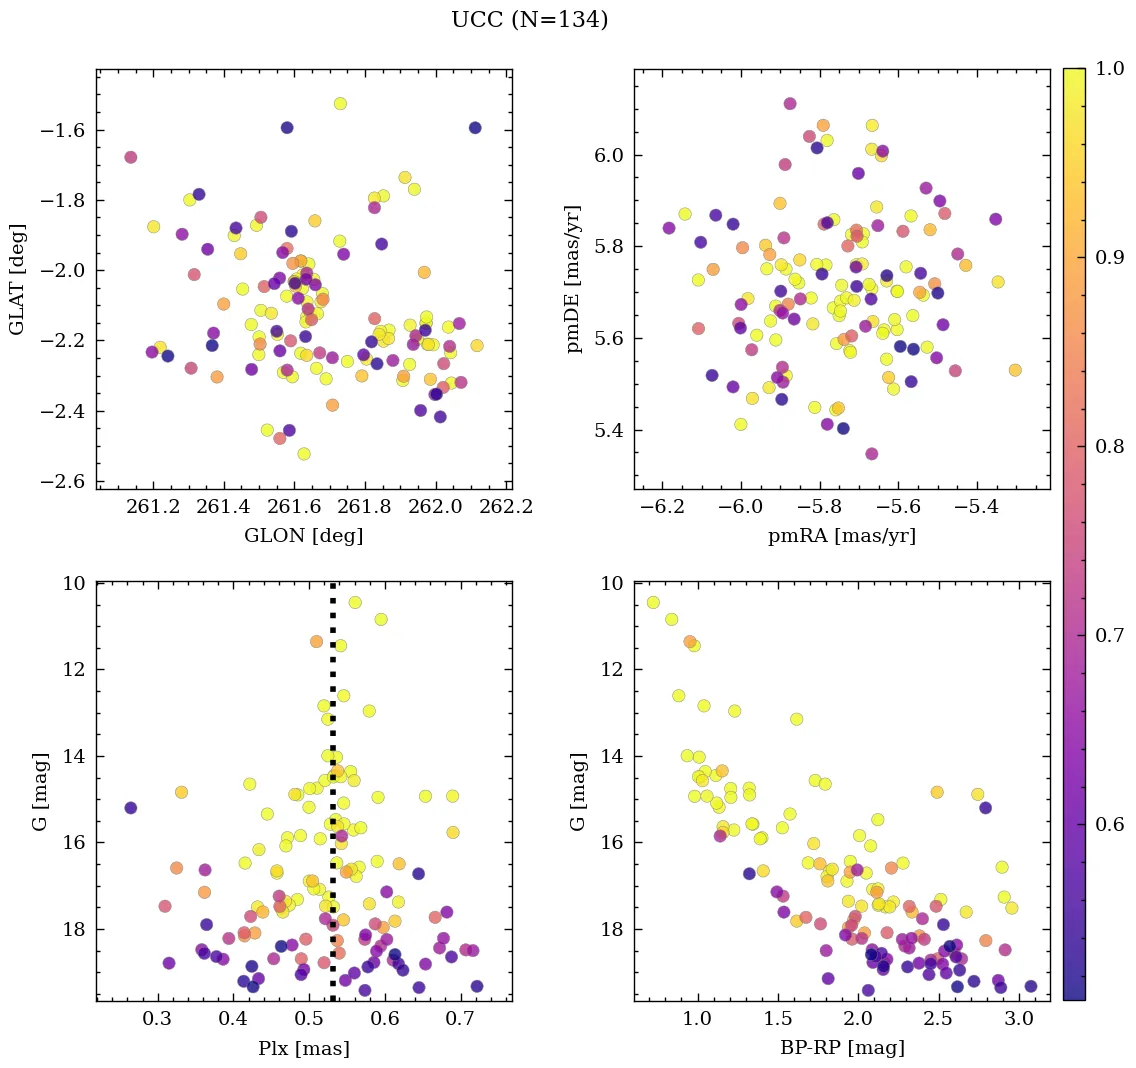 UCC (N=134)
−1.6
−1.8
−2.0
−2.2
−2.4
−2.6
GLAT [deg]
261.2 261.4 261.6 261.8 262.0 262.2
GLON [deg]
6.0
5.8
5.6
5.4
pmDE [mas/yr]
−6.2 −6.0 −5.8 −5.6 −5.4
pmRA [mas/yr]
10
12
14
16
18
G [mag]
0.3 0.4 0.5 0.6 0.7
Plx [mas]
10
12
14
16
18
G [mag]
1.0 1.5 2.0 2.5 3.0
BP-RP [mag]
1.0
0.9
0.8
0.7
0.6